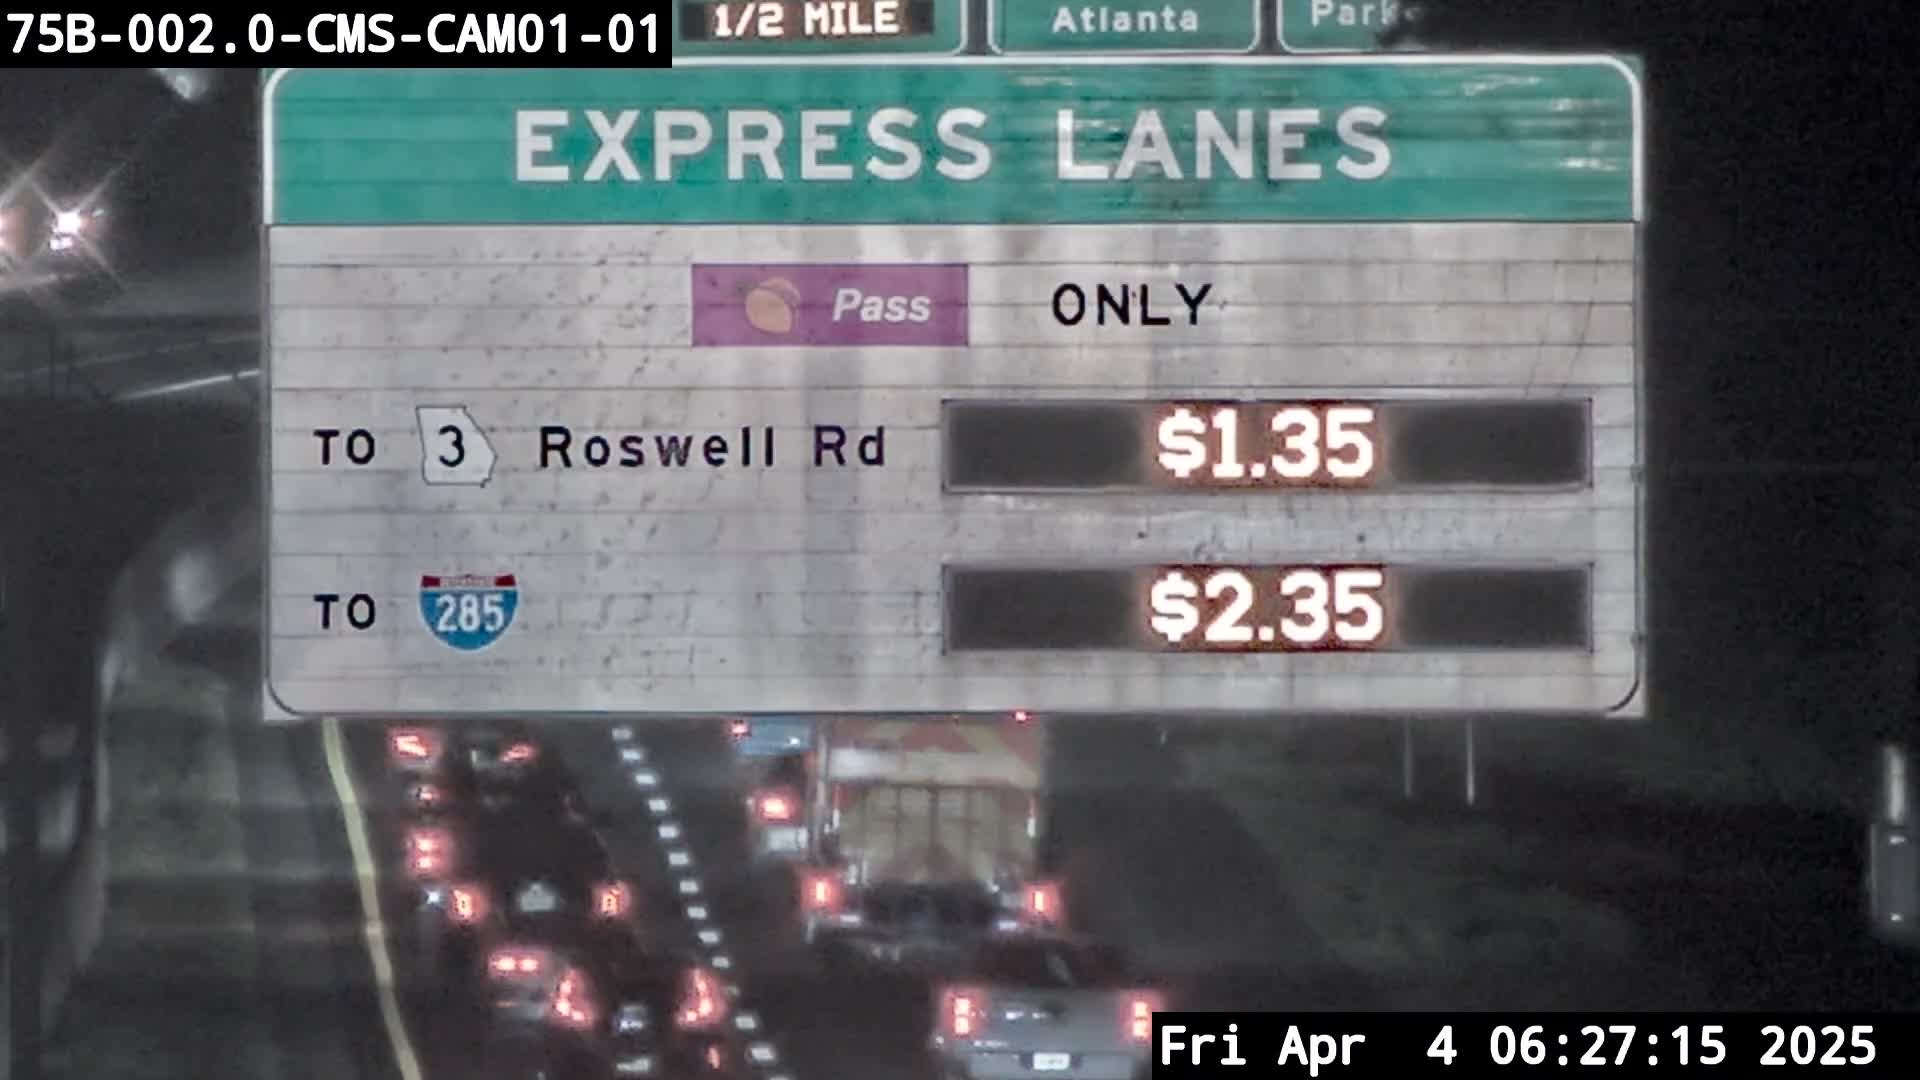 75B-002.0-CMS-CAM01-01
1/2 MILE
Atlanta
EXPRESS LANES
Pass ONLY
TO 3 Roswell Rd $1.35
TO 285 $2.35
Fri Apr 4 06:27:15 2025